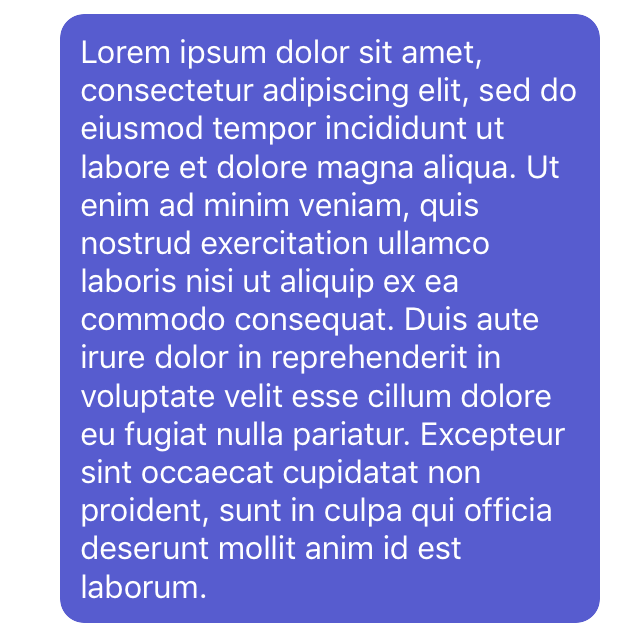 Lorem ipsum dolor sit amet,
consectetur adipiscing elit, sed do
eiusmod tempor incididunt ut
labore et dolore magna aliqua. Ut
enim ad minim veniam, quis
nostrud exercitation ullamco
laboris nisi ut aliquip ex ea
commodo consequat. Duis aute
irure dolor in reprehenderit in
voluptate velit esse cillum dolore
eu fugiat nulla pariatur. Excepteur
sint occaecat cupidatat non
proident, sunt in culpa qui officia
deserunt mollit anim id est
laborum.